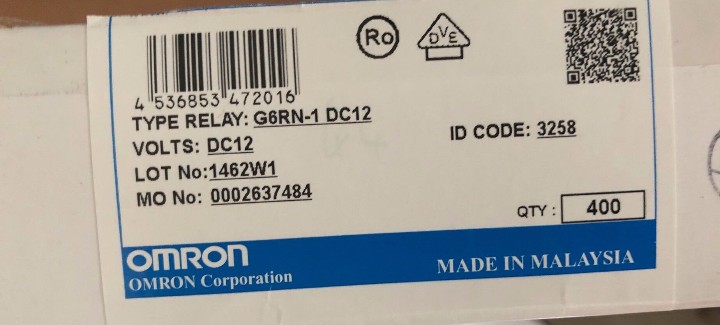 Ro
DVE
4 536853 472016
TYPE RELAY: G6RN-1 DC12
VOLTS: DC12
ID CODE: 3258
LOT No:1462W1
MO No: 0002637484
QTY : 400
OMRON
OMRON Corporation
MADE IN MALAYSIA